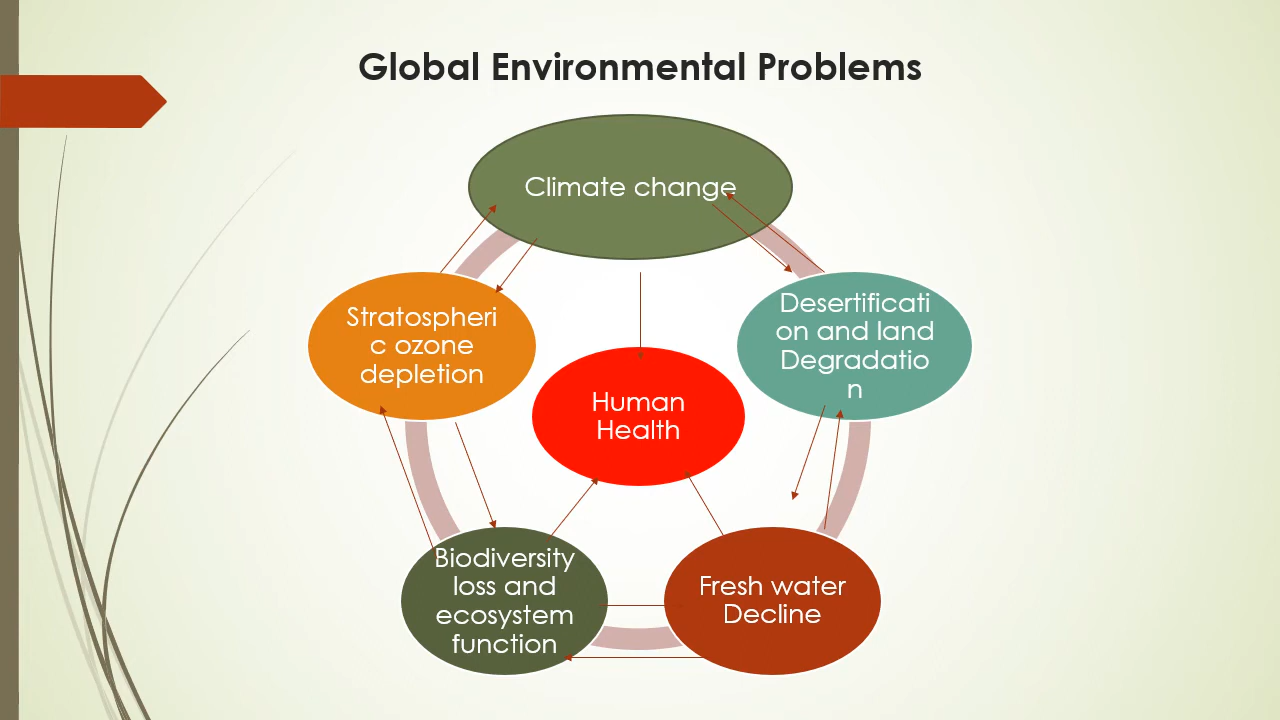 Global Environmental Problems
Climate change
Stratospheri
c ozone
depletion
Desertificati
on and land
Degradatio
n
Human
Health
Biodiversity
loss and
ecosystem
function
Fresh water
Decline